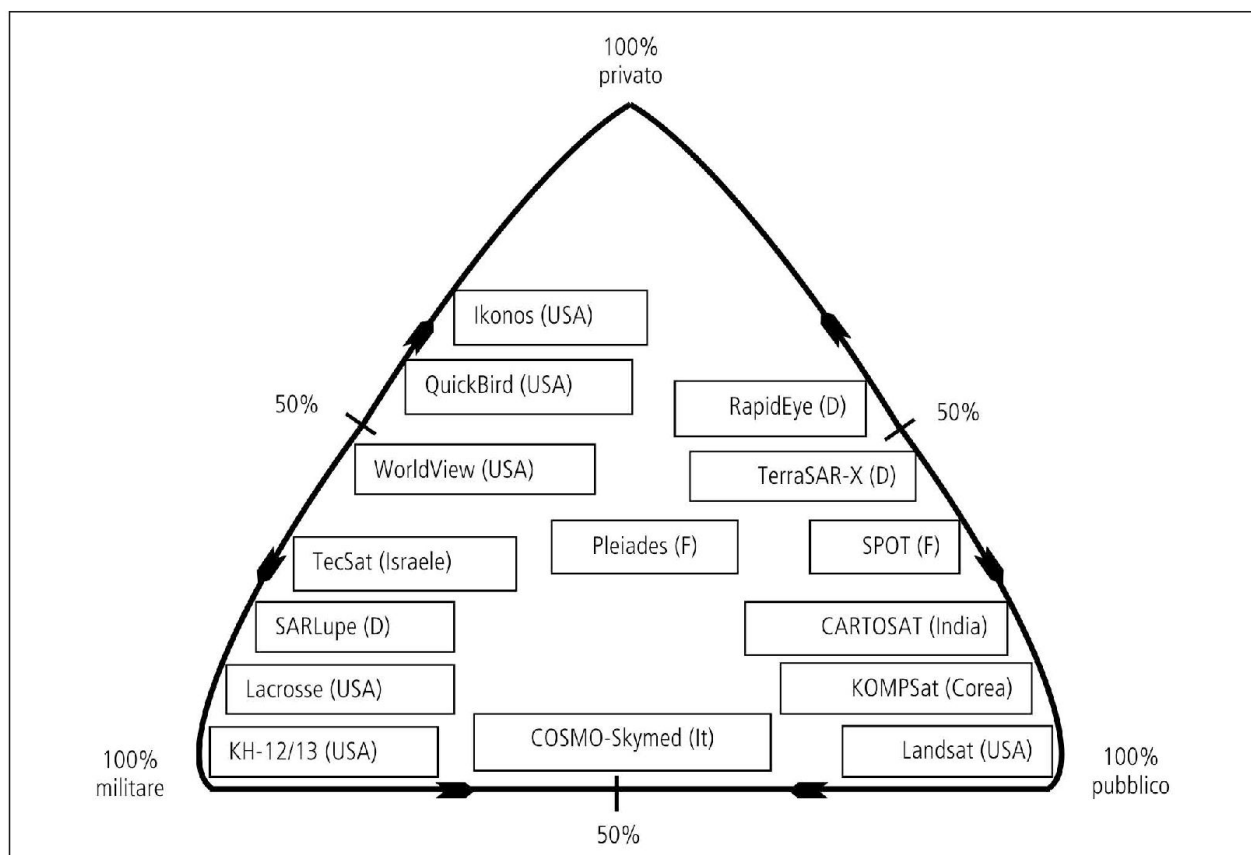 100%
privato
Ikonos (USA)
QuickBird (USA)
RapidEye (D)
50%
50%
WorldView (USA)
TerraSAR-X (D)
Pleiades (F)
SPOT (F)
TecSat (Israele)
SARLupe (D)
CARTOSAT (India)
Lacrosse (USA)
KOMPSat (Corea)
COSMO-Skymed (It)
KH-12/13 (USA)
Landsat (USA)
100%
militare
100%
pubblico
50%